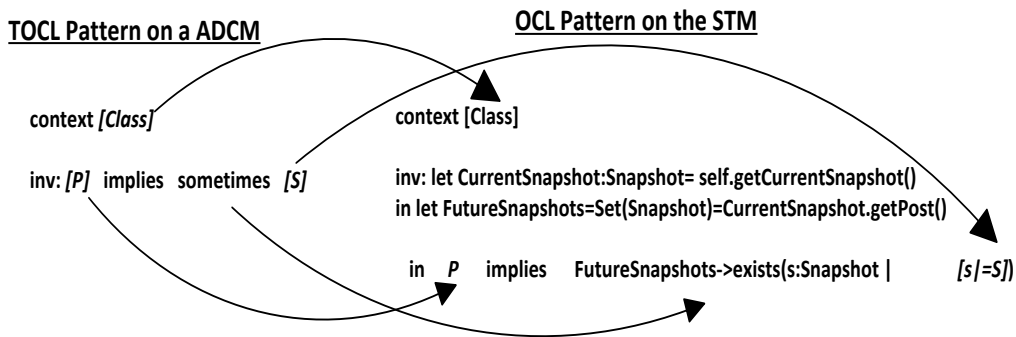 TOCL Pattern on a ADCM
context [Class]
inv: [P] implies sometimes [S]
OCL Pattern on the STM
context [Class]
inv: let CurrentSnapshot:Snapshot= self.getCurrentSnapshot()
in let FutureSnapshots=Set(Snapshot)=CurrentSnapshot.getPost()
in P implies FutureSnapshots->exists(s:Snapshot | [s|=S])